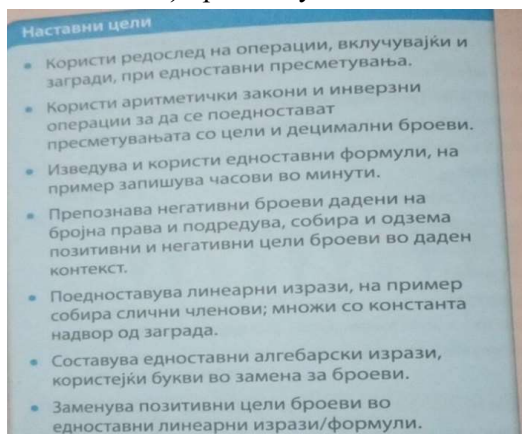 Наставни цели
• Користи редослед на операции, вклучувајќи и
загради, при едноставни пресметувања.
• Користи аритметички закони и инверзни
операции за да се поедностават
пресметувањата со цели и децимални броеви.
• Изведува и користи едноставни формули, на
пример запишува часови во минути.
• Препознава негативни броеви дадени на
бројна права и подредува, собира и одзема
позитивни и негативни цели броеви во даден
контекст.
• Поедноставува линеарни изрази, на пример
собира слични членови; множи со константа
надвор од заграда.
• Составува едноставни алгебарски изрази,
користејќи букви во замена за броеви.
• Заменува позитивни цели броеви во
едноставни линеарни изрази/формули.